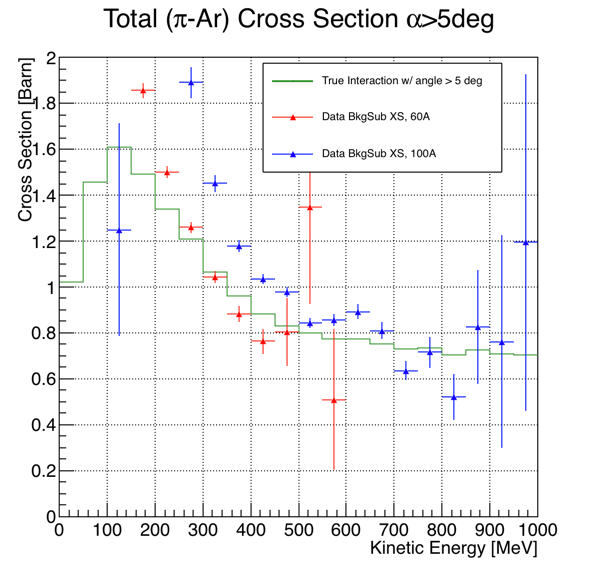 Total (π-Ar) Cross Section α>5deg
Cross Section [Barn]
2
1.8
1.6
1.4
1.2
1
0.8
0.6
0.4
0.2
0
True Interaction w/ angle > 5 deg
Data BkgSub XS, 60A
Data BkgSub XS, 100A
0 100 200 300 400 500 600 700 800 900 1000
Kinetic Energy [MeV]